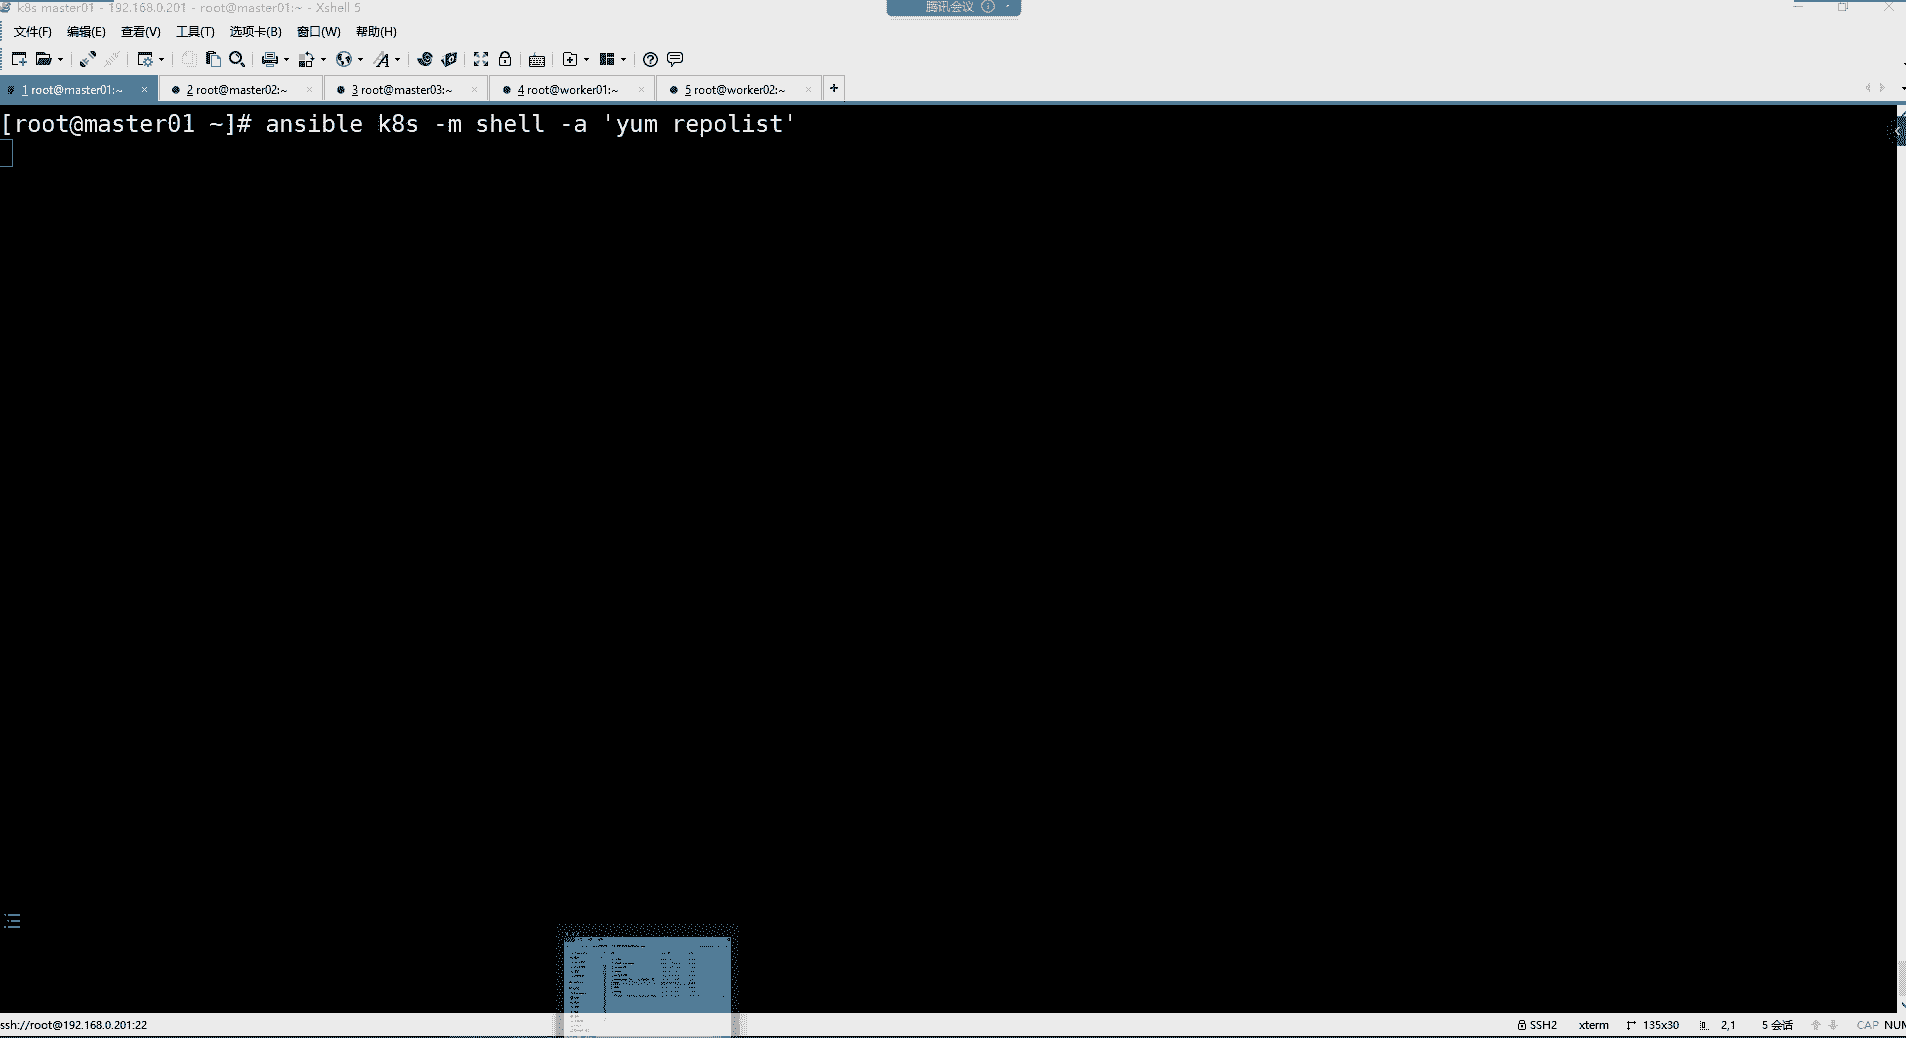 k8s master01 - 192.168.0.201 - root@master01:~ - Xshell 5
腾讯会议
文件(F) 编辑(E) 查看(V) 工具(T) 选项卡(B) 窗口(W) 帮助(H)
1 root@master01:~ 2 root@master02:~ 3 root@master03:~ 4 root@worker01:~ 5 root@worker02:~
[root@master01 ~]# ansible k8s -m shell -a 'yum repolist'
ssh://root@192.168.0.201:22 SSH2 xterm 135x30 2,1 5 会话 CAP NUM